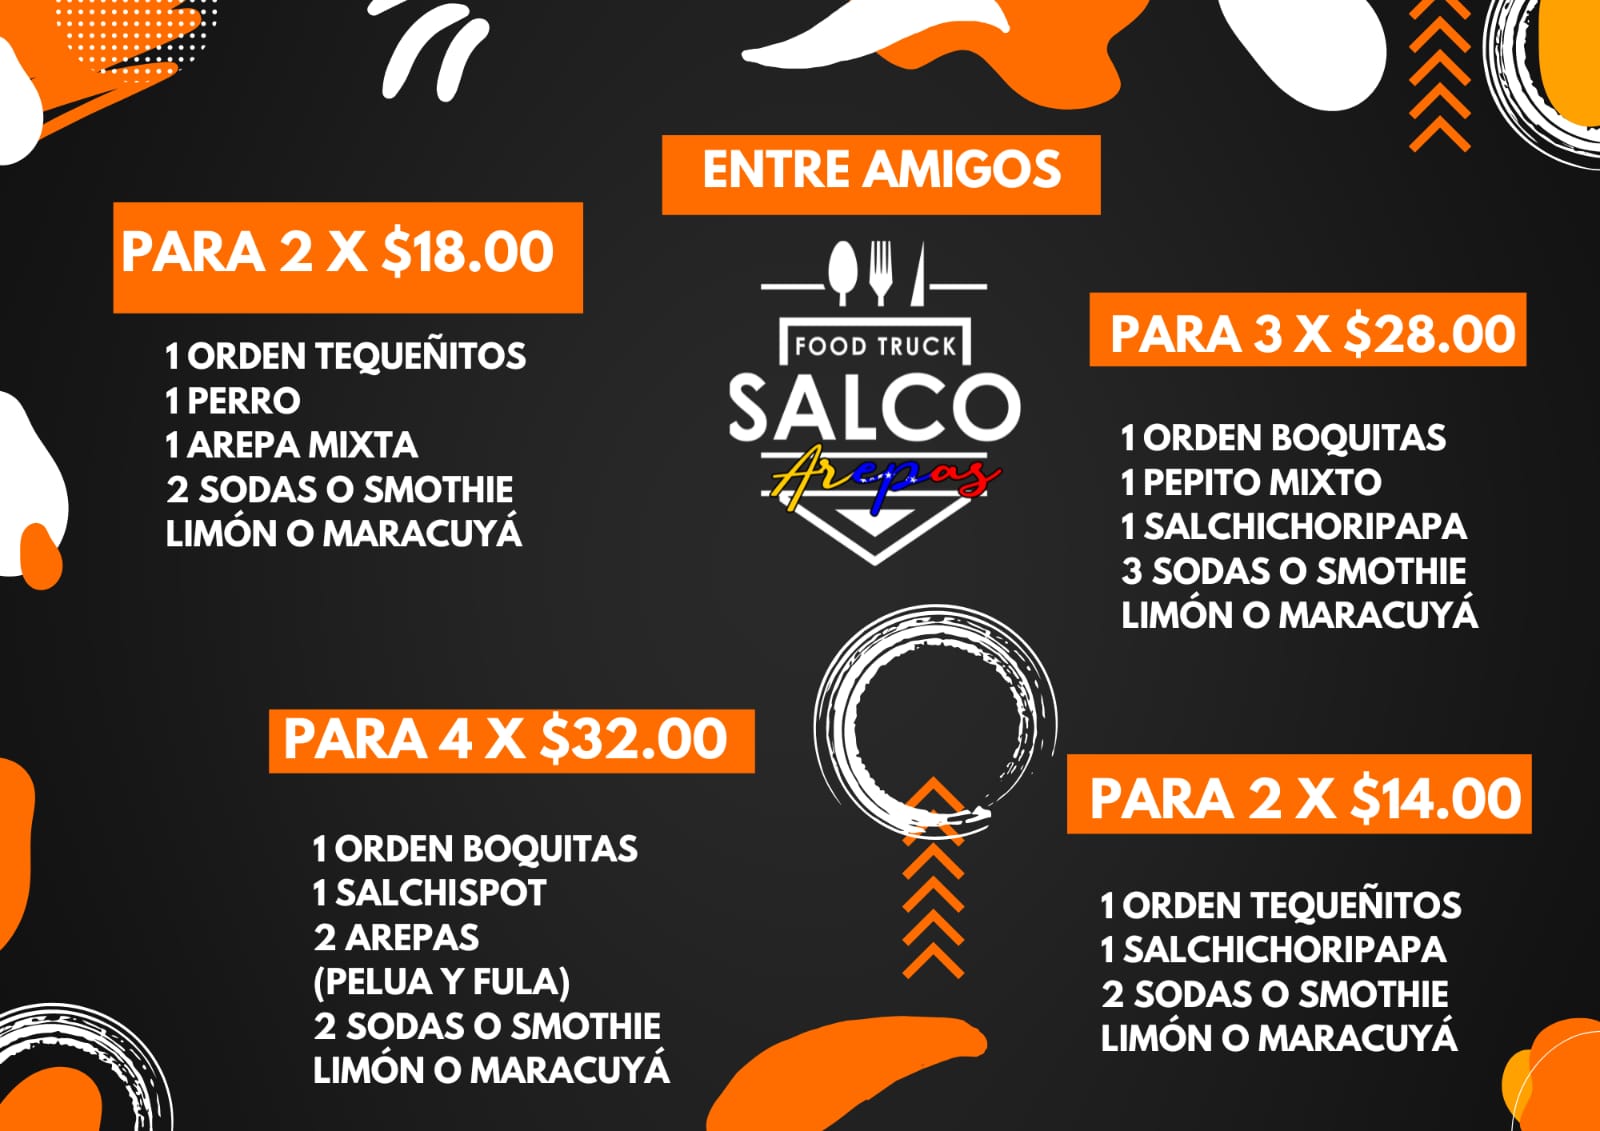 ENTRE AMIGOS
PARA 2 X $18.00
1 ORDEN TEQUEÑITOS
1 PERRO
1 AREPA MIXTA
2 SODAS O SMOTHIE
LIMÓN O MARACUYÁ
FOOD TRUCK
SALCO
Arepas
PARA 3 X $28.00
1 ORDEN BOQUITAS
1 PEPITO MIXTO
1 SALCHICHORIPAPA
3 SODAS O SMOTHIE
LIMÓN O MARACUYÁ
PARA 4 X $32.00
1 ORDEN BOQUITAS
1 SALCHISPOT
2 AREPAS
(PELUA Y FULA)
2 SODAS O SMOTHIE
LIMÓN O MARACUYÁ
PARA 2 X $14.00
1 ORDEN TEQUEÑITOS
1 SALCHICHORIPAPA
2 SODAS O SMOTHIE
LIMÓN O MARACUYÁ